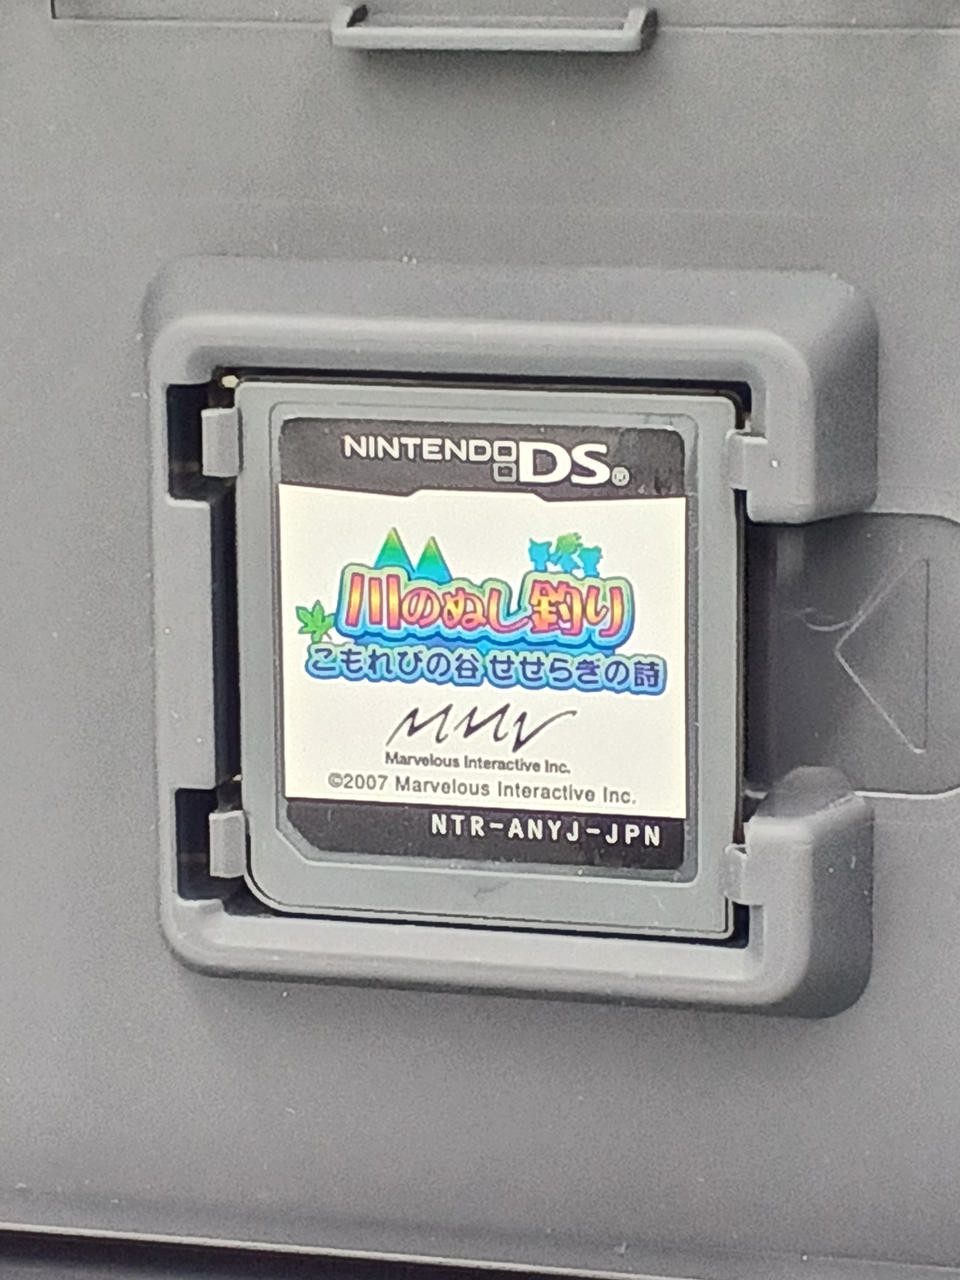 NINTENDO DS®
川のぬし釣り
こもれびの谷 せせらぎの詩
MMV
Marvelous Interactive Inc.
©2007 Marvelous Interactive Inc.
NTR-ANYJ-JPN